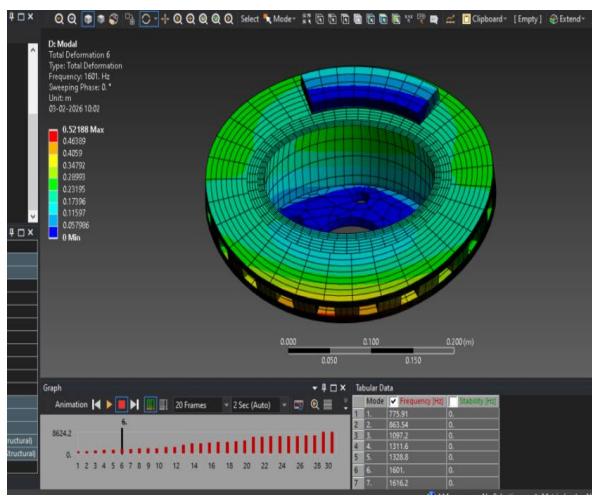 Select Mode Clipboard [ Empty ] Extend
D: Modal
Total Deformation 6
Type: Total Deformation
Frequency: 1601. Hz
Sweeping Phase: 0. °
Unit: m
03-02-2026 10:02
0.52188 Max
0.46389
0.4059
0.34792
0.28993
0.23195
0.17396
0.11597
0.057986
0 Min
0.000 0.100 0.200 (m)
0.050 0.150
Graph
Animation 20 Frames 2 Sec (Auto)
6.
8624.2
0.
1 2 3 4 5 6 7 8 9 10 12 14 16 18 20 22 24 26 28 30
Tabular Data
Mode Frequency [Hz] Stability [Hz]
1 1. 775.91 0.
2 2. 863.54 0.
3 3. 1097.2 0.
4 4. 1311.6 0.
5 5. 1328.8 0.
6 6. 1601. 0.
7 7. 1616.2 0.
ructural)
Structural)